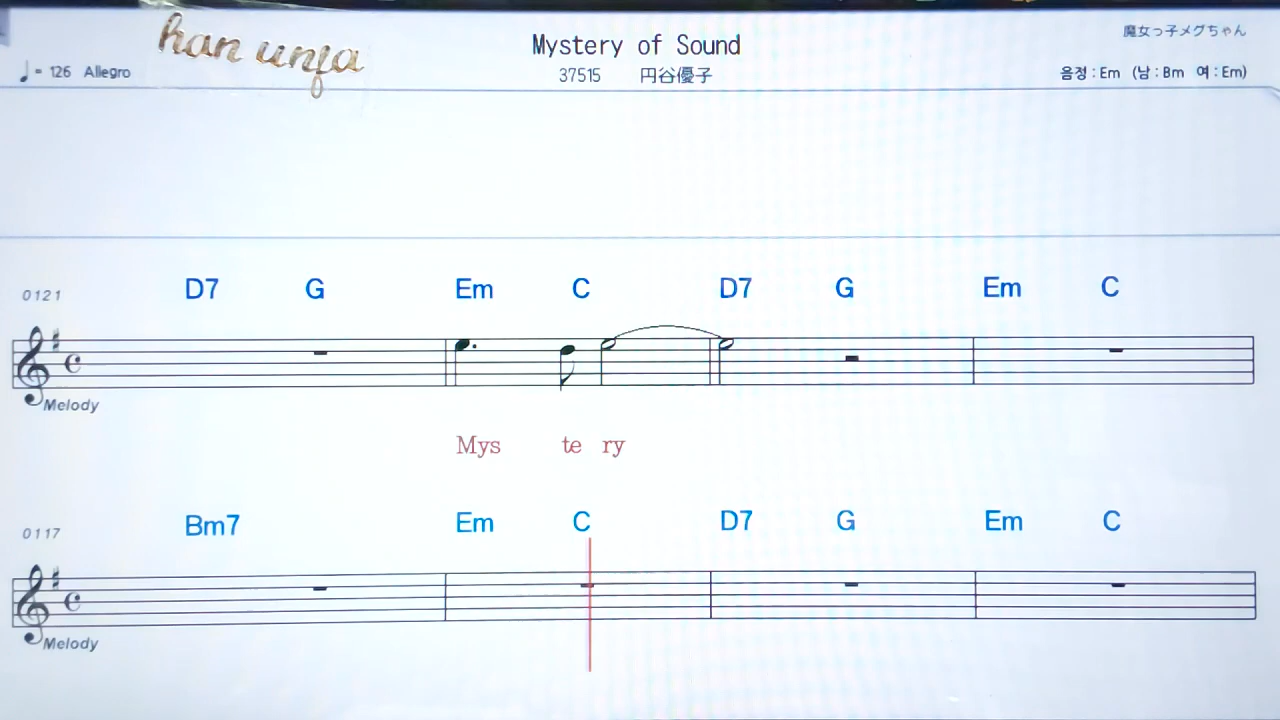 han unja
Mystery of Sound
魔女っ子メグちゃん
♩= 126 Allegro
37515 円谷優子
음정 : Em (남 : Bm 여 : Em)
0121 D7 G Em C D7 G Em C
Melody
Mys te ry
0117 Bm7 Em C D7 G Em C
Melody